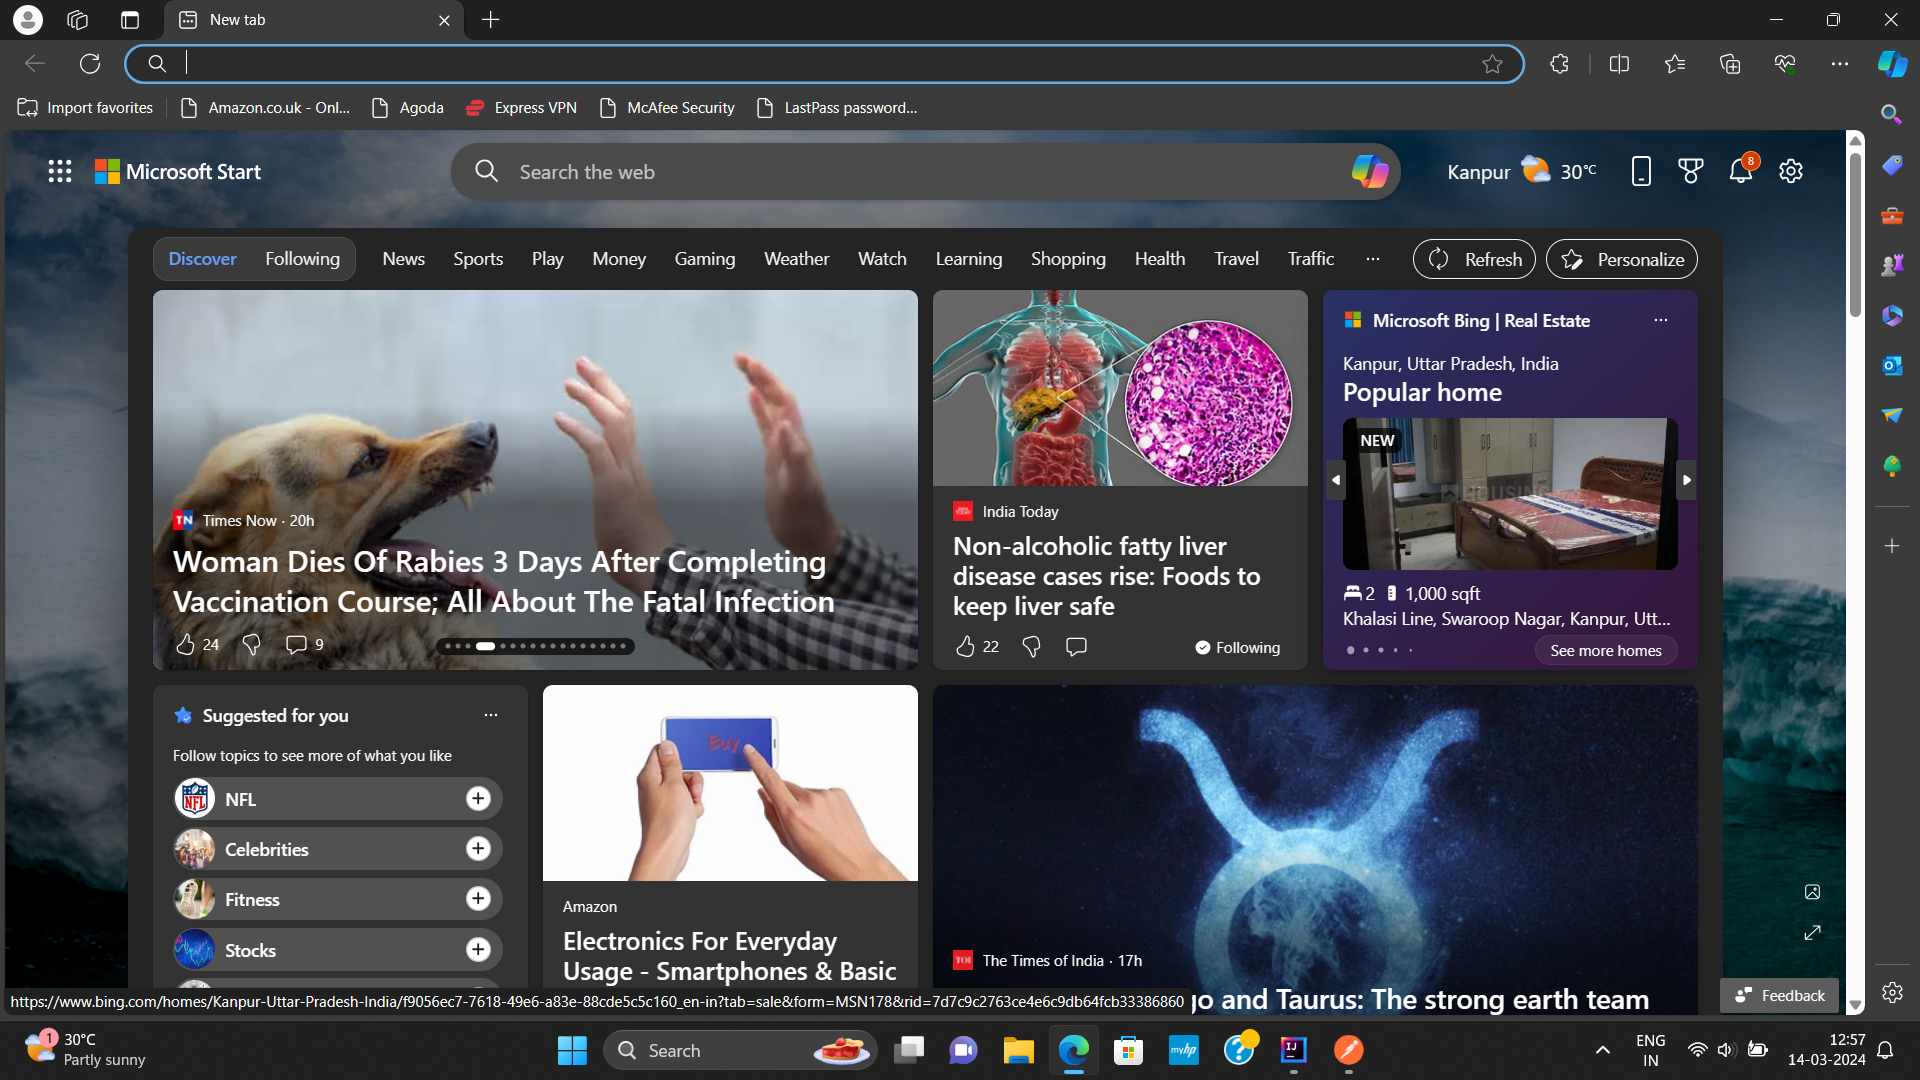 New tab
Import favorites
Amazon.co.uk - Onl...
Agoda
Express VPN
McAfee Security
LastPass password...
Microsoft Start
Search the web
Kanpur
30°C
8
Discover
Following
News
Sports
Play
Money
Gaming
Weather
Watch
Learning
Shopping
Health
Travel
Traffic
...
Refresh
Personalize
TN
Times Now · 20h
Woman Dies Of Rabies 3 Days After Completing
Vaccination Course; All About The Fatal Infection
24
9
India Today
Non-alcoholic fatty liver
disease cases rise: Foods to
keep liver safe
22
Following
Microsoft Bing | Real Estate
Kanpur, Uttar Pradesh, India
Popular home
NEW
2
1,000 sqft
Khalasi Line, Swaroop Nagar, Kanpur, Utt...
See more homes
Suggested for you
Follow topics to see more of what you like
NFL
NFL
Celebrities
Fitness
Stocks
Buy
Amazon
Electronics For Everyday
Usage - Smartphones & Basic
TOI
The Times of India · 17h
go and Taurus: The strong earth team
Feedback
https://www.bing.com/homes/Kanpur-Uttar-Pradesh-India/f9056ec7-7618-49e6-a83e-88cde5c5c160_en-in?tab=sale&form=MSN178&rid=7d7c9c2763ce4e6c9db64fcb33386860
1
30°C
Partly sunny
Search
myhp
IJ
ENG
IN
12:57
14-03-2024